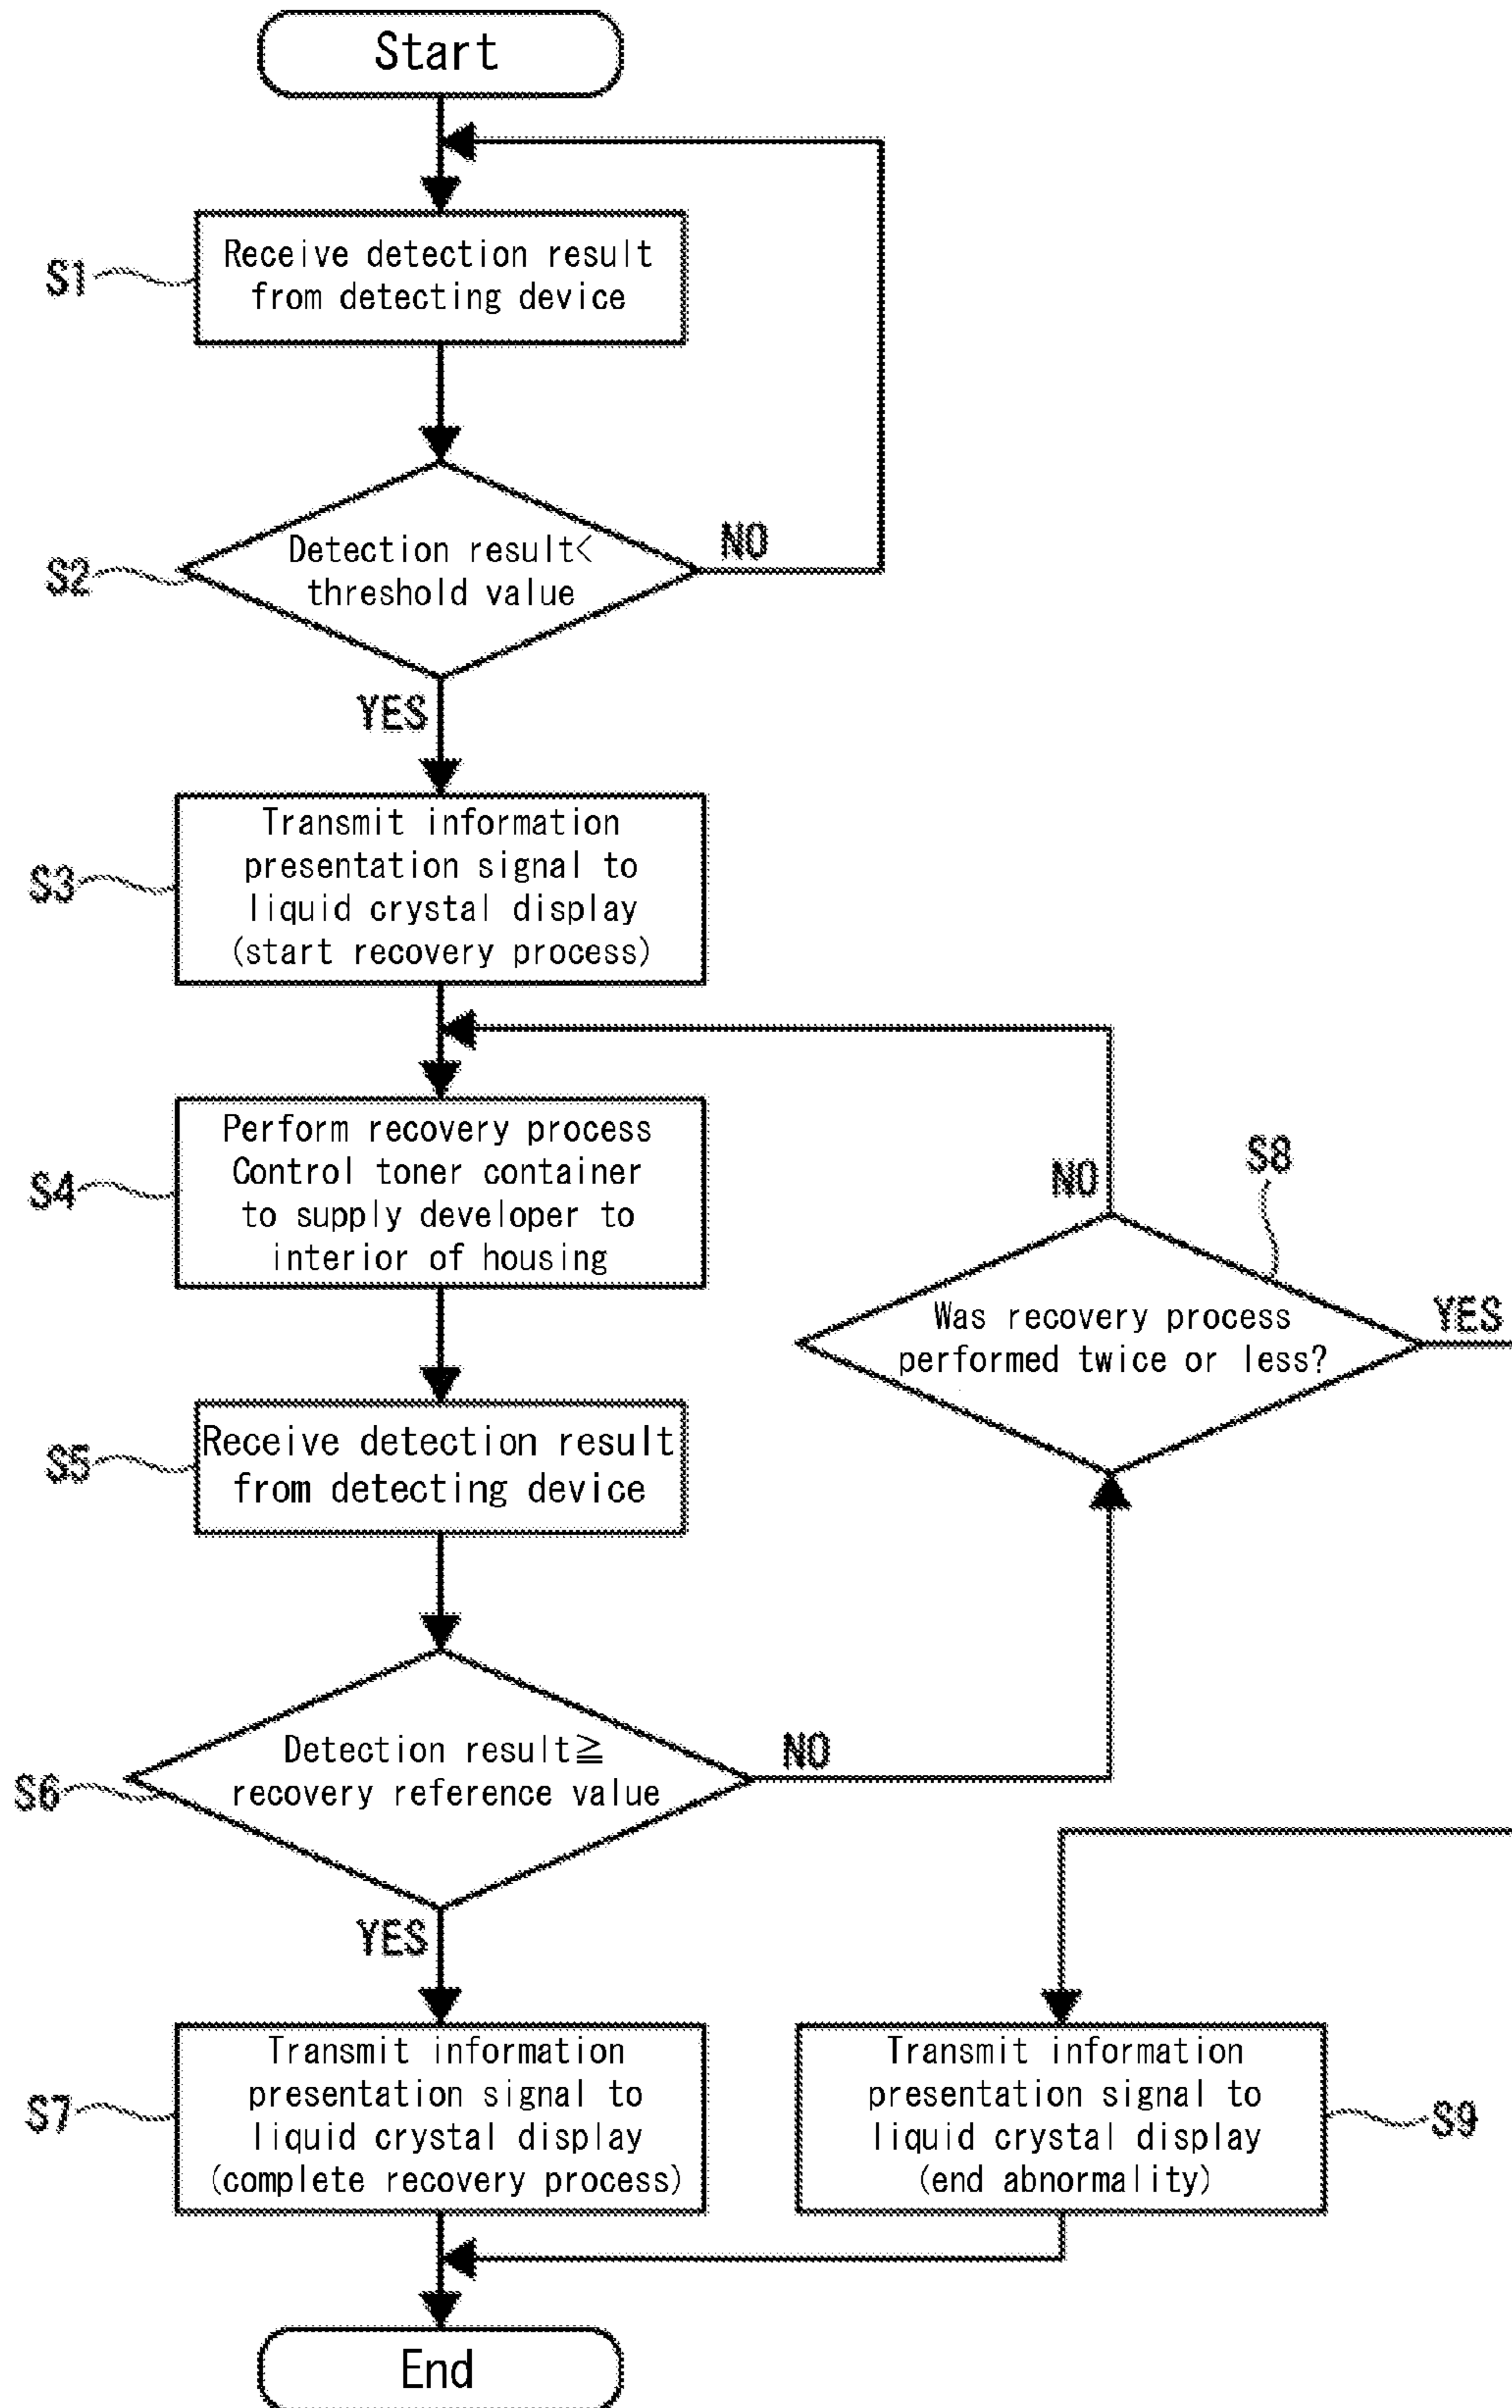 Start
S1
Receive detection result
from detecting device
S2
Detection result<
threshold value
NO
YES
S3
Transmit information
presentation signal to
liquid crystal display
(start recovery process)
S4
Perform recovery process
Control toner container
to supply developer to
interior of housing
S5
Receive detection result
from detecting device
S6
Detection result≧
recovery reference value
NO
YES
S8
NO
Was recovery process
performed twice or less?
YES
S7
Transmit information
presentation signal to
liquid crystal display
(complete recovery process)
Transmit information
presentation signal to
liquid crystal display
(end abnormality)
S9
End